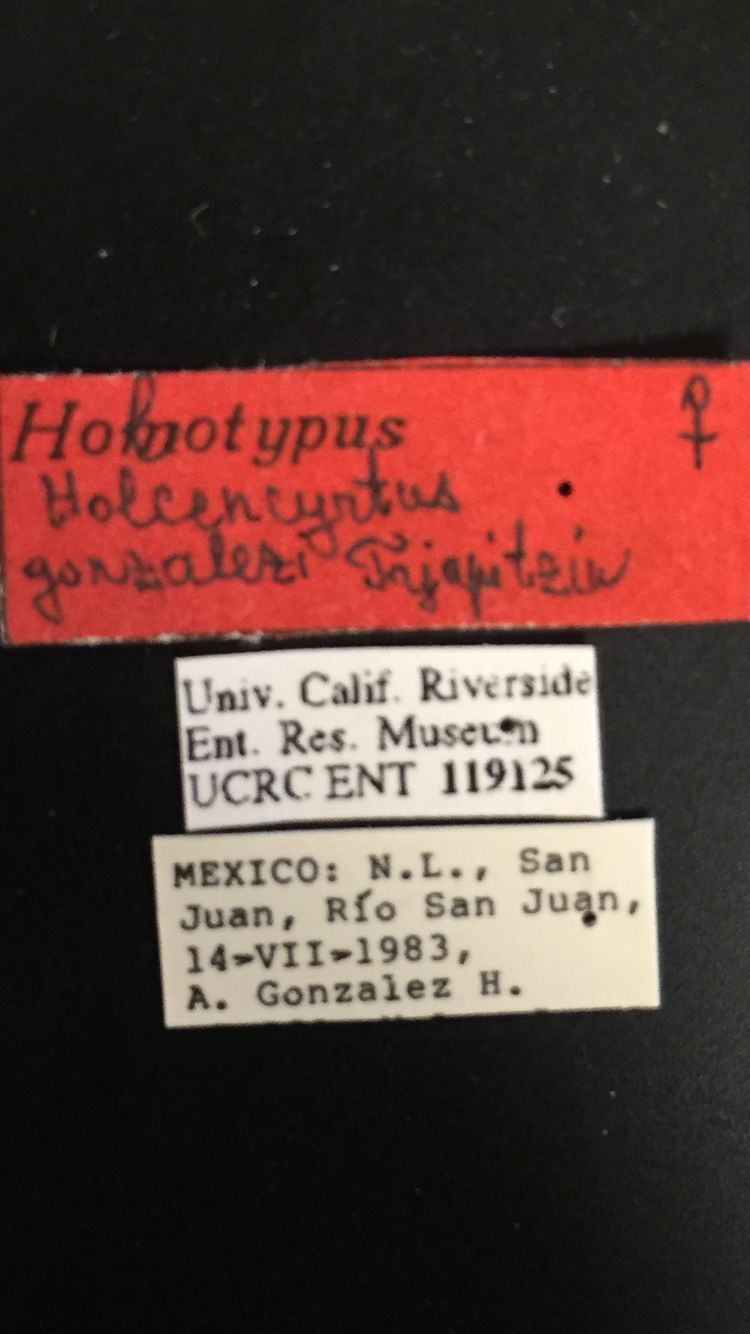 Holotypus ♀
Holcencyrtus
gonzalezi Trjapitzin
Univ. Calif. Riverside
Ent. Res. Museum
UCRC ENT 119125
MEXICO: N.L., San
Juan, Río San Juan,
14-VII-1983,
A. Gonzalez H.